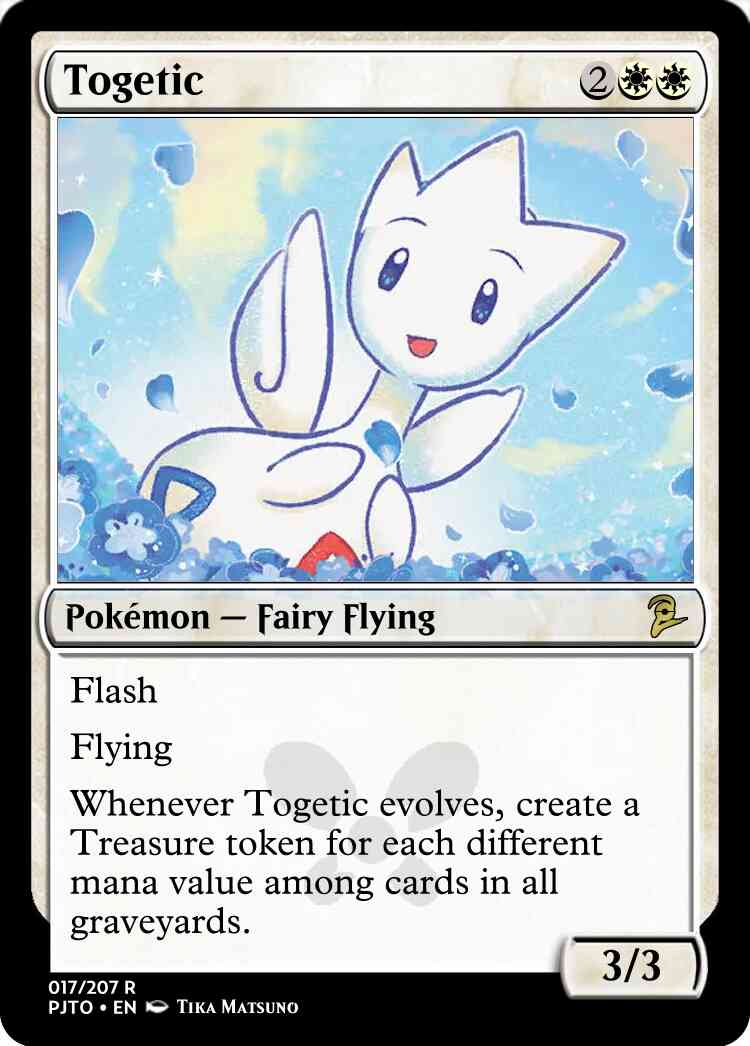 Togetic 2
Pokémon — Fairy Flying
Flash
Flying
Whenever Togetic evolves, create a
Treasure token for each different
mana value among cards in all
graveyards.
3/3
017/207 R
PJTO • EN Tika Matsuno